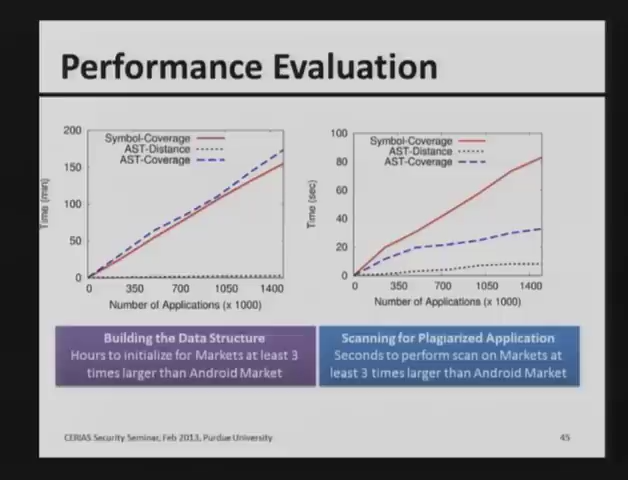 Performance Evaluation
200
150
100
50
0
Time (min)
Symbol-Coverage
AST-Distance
AST-Coverage
0 350 700 1050 1400
Number of Applications (x 1000)
100
80
60
40
20
0
Time (sec)
Symbol-Coverage
AST-Distance
AST-Coverage
0 350 700 1050 1400
Number of Applications (x 1000)
Building the Data Structure
Hours to initialize for Markets at least 3
times larger than Android Market
Scanning for Plagiarized Application
Seconds to perform scan on Markets at
least 3 times larger than Android Market
CERIAS Security Seminar, Feb 2013, Purdue University
45